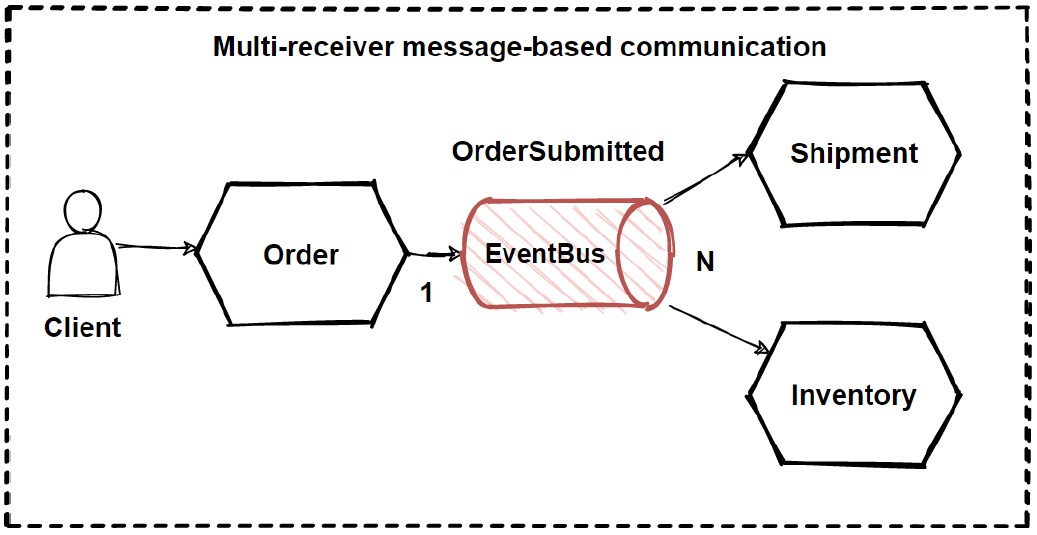 Multi-receiver message-based communication
OrderSubmitted
Shipment
Order
EventBus
N
1
Client
Inventory